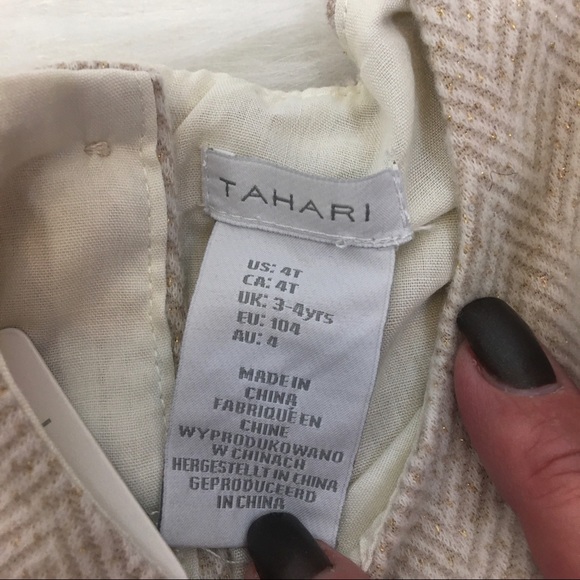 TAHARI
US: 4T
CA: 4T
UK: 3-4yrs
EU: 104
AU: 4
MADE IN
CHINA
FABRIQUÉ EN
CHINE
WYPRODUKOWANO
W CHINACH
HERGESTELLT IN CHINA
GEPRODUCEERD
IN CHINA